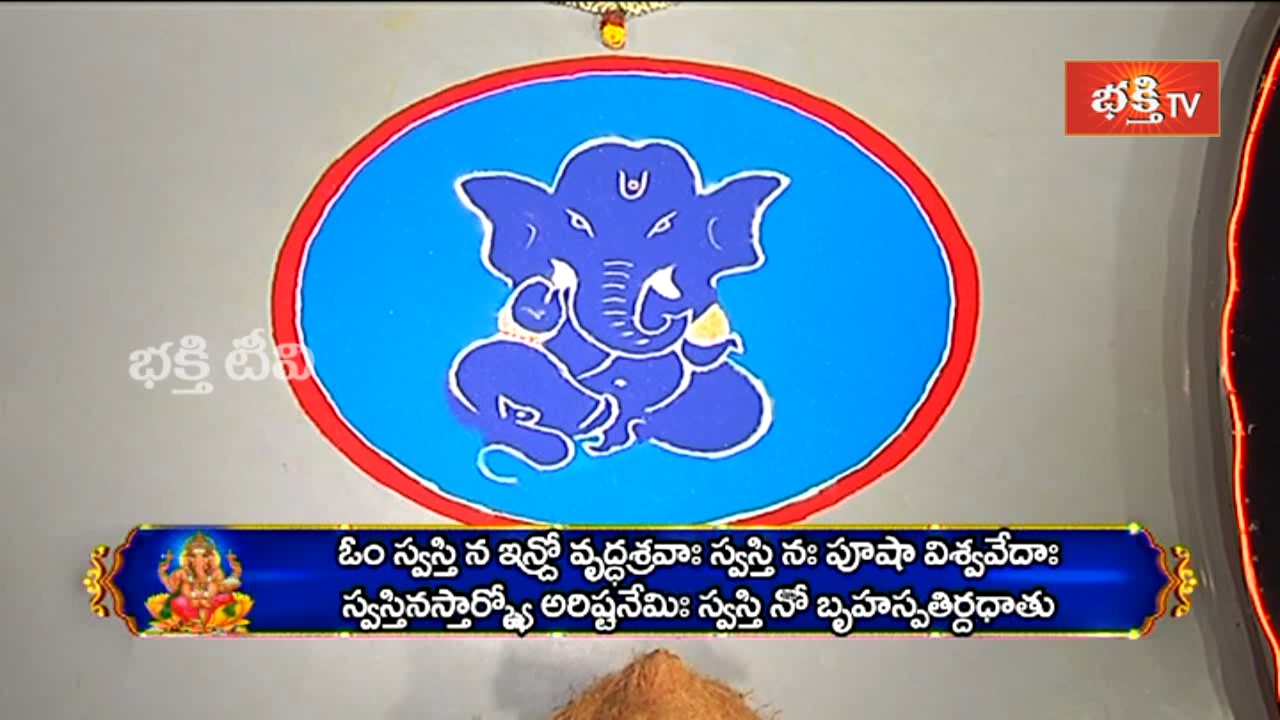 భక్తి TV
భక్తి టీవి
ఓం స్వస్తి న ఇన్ద్రో వృద్ధశ్రవాః స్వస్తి నః పూషా విశ్వవేదాః
స్వస్తినస్తార్క్ష్యో అరిష్టనేమిః స్వస్తి నో బృహస్పతిర్దధాతు